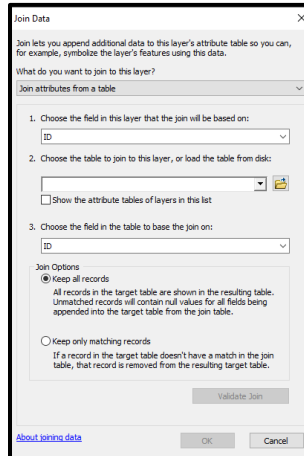 Join Data
Join lets you append additional data to this layer's attribute table so you can,
for example, symbolize the layer's features using this data.
What do you want to join to this layer?
Join attributes from a table
1. Choose the field in this layer that the join will be based on:
ID
2. Choose the table to join to this layer, or load the table from disk:
Show the attribute tables of layers in this list
3. Choose the field in the table to base the join on:
ID
Join Options
Keep all records
All records in the target table are shown in the resulting table.
Unmatched records will contain null values for all fields being
appended into the target table from the join table.
Keep only matching records
If a record in the target table doesn't have a match in the join
table, that record is removed from the resulting target table.
Validate Join
About joining data
OK
Cancel